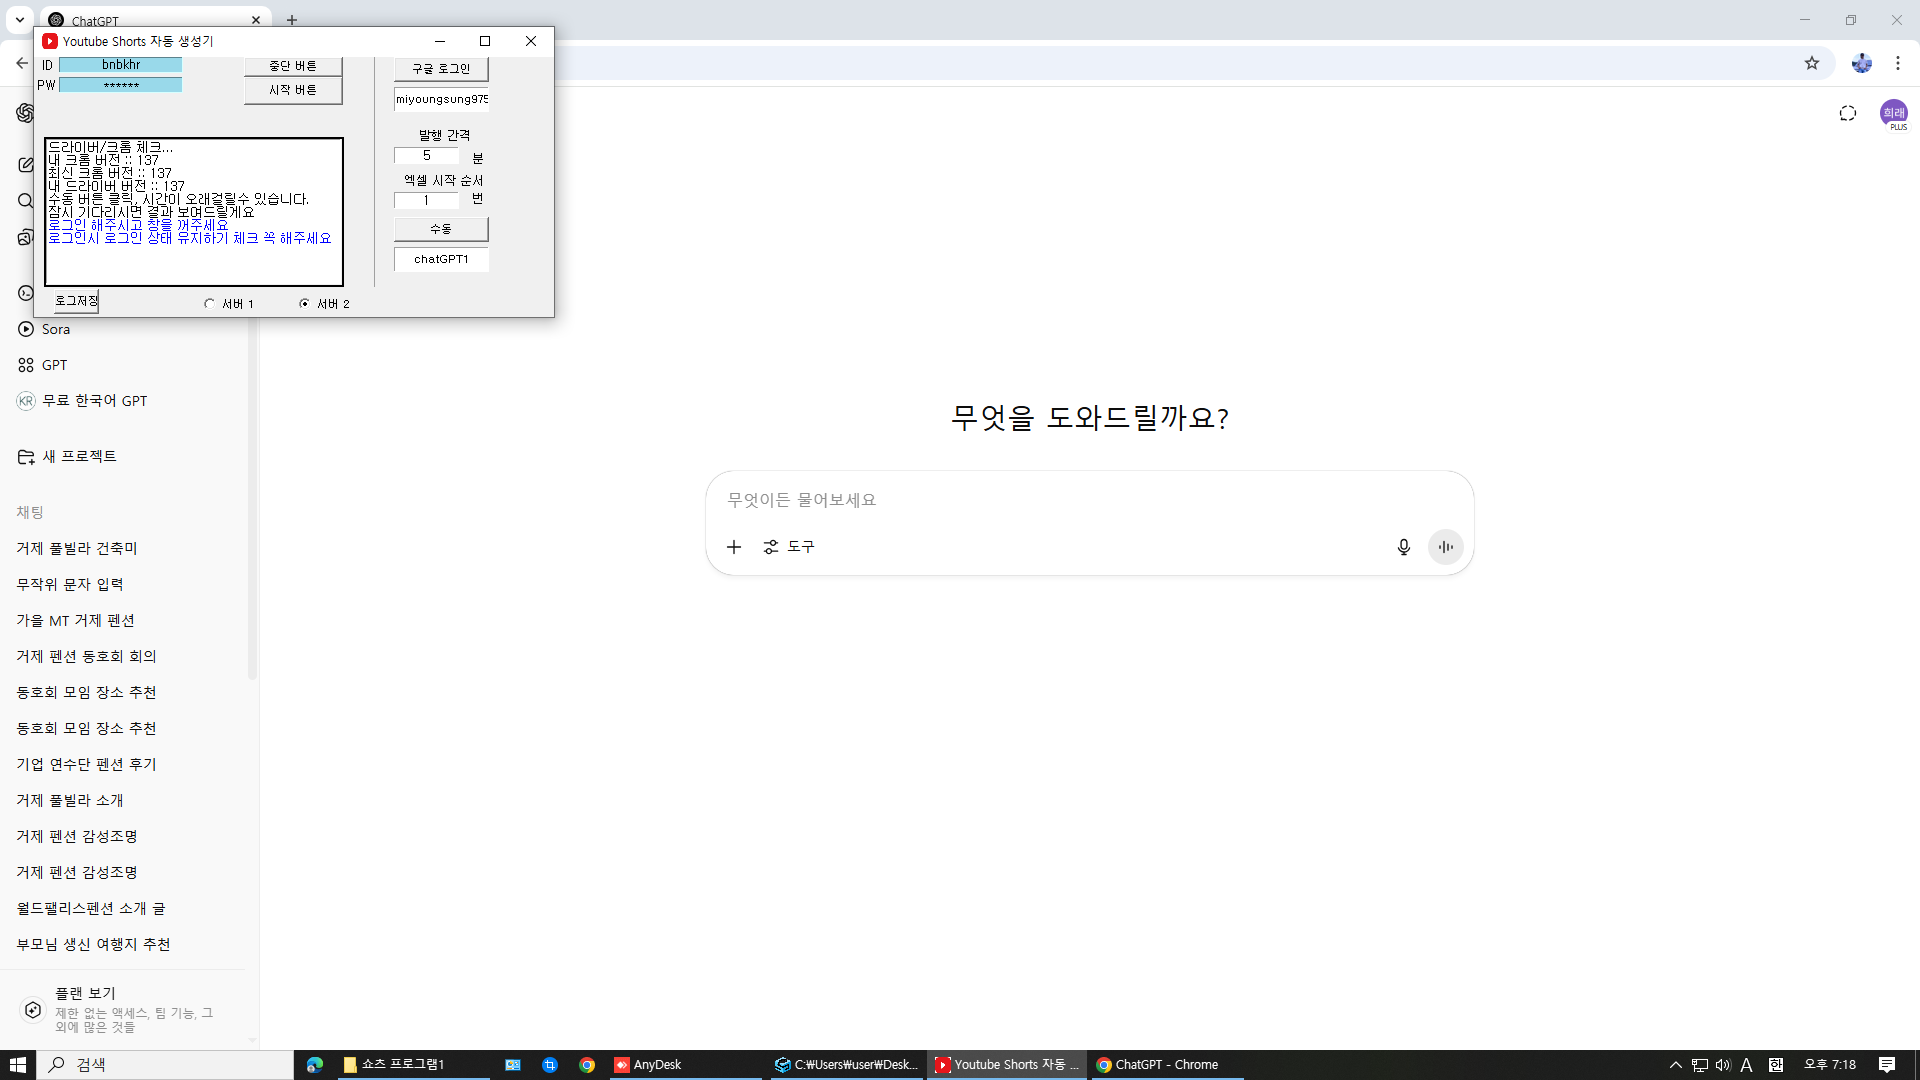 ChatGPT
Youtube Shorts 자동 생성기
ID
bnbkhr
PW
******
중단 버튼
시작 버튼
드라이버/크롬 체크...
내 크롬 버전 :: 137
최신 크롬 버전 :: 137
내 드라이버 버전 :: 137
수동 버튼 클릭, 시간이 오래걸릴수 있습니다.
잠시 기다리시면 결과 보여드릴게요
로그인 해주시고 창을 꺼주세요
로그인시 로그인 상태 유지하기 체크 꼭 해주세요
로그저장
서버 1
서버 2
구글 로그인
miyoungsung975
발행 간격
5
분
엑셀 시작 순서
1
번
수동
chatGPT1
희래
PLUS
Sora
GPT
KR
무료 한국어 GPT
새 프로젝트
채팅
거제 풀빌라 건축미
무작위 문자 입력
가을 MT 거제 펜션
거제 펜션 동호회 회의
동호회 모임 장소 추천
동호회 모임 장소 추천
기업 연수단 펜션 후기
거제 풀빌라 소개
거제 펜션 감성조명
거제 펜션 감성조명
월드팰리스펜션 소개 글
부모님 생신 여행지 추천
플랜 보기
제한 없는 액세스, 팀 기능, 그
외에 많은 것들
무엇을 도와드릴까요?
무엇이든 물어보세요
도구
검색
쇼츠 프로그램1
AnyDesk
C:₩Users₩user₩Desk...
Youtube Shorts 자동 ...
ChatGPT - Chrome
A
한
오후 7:18